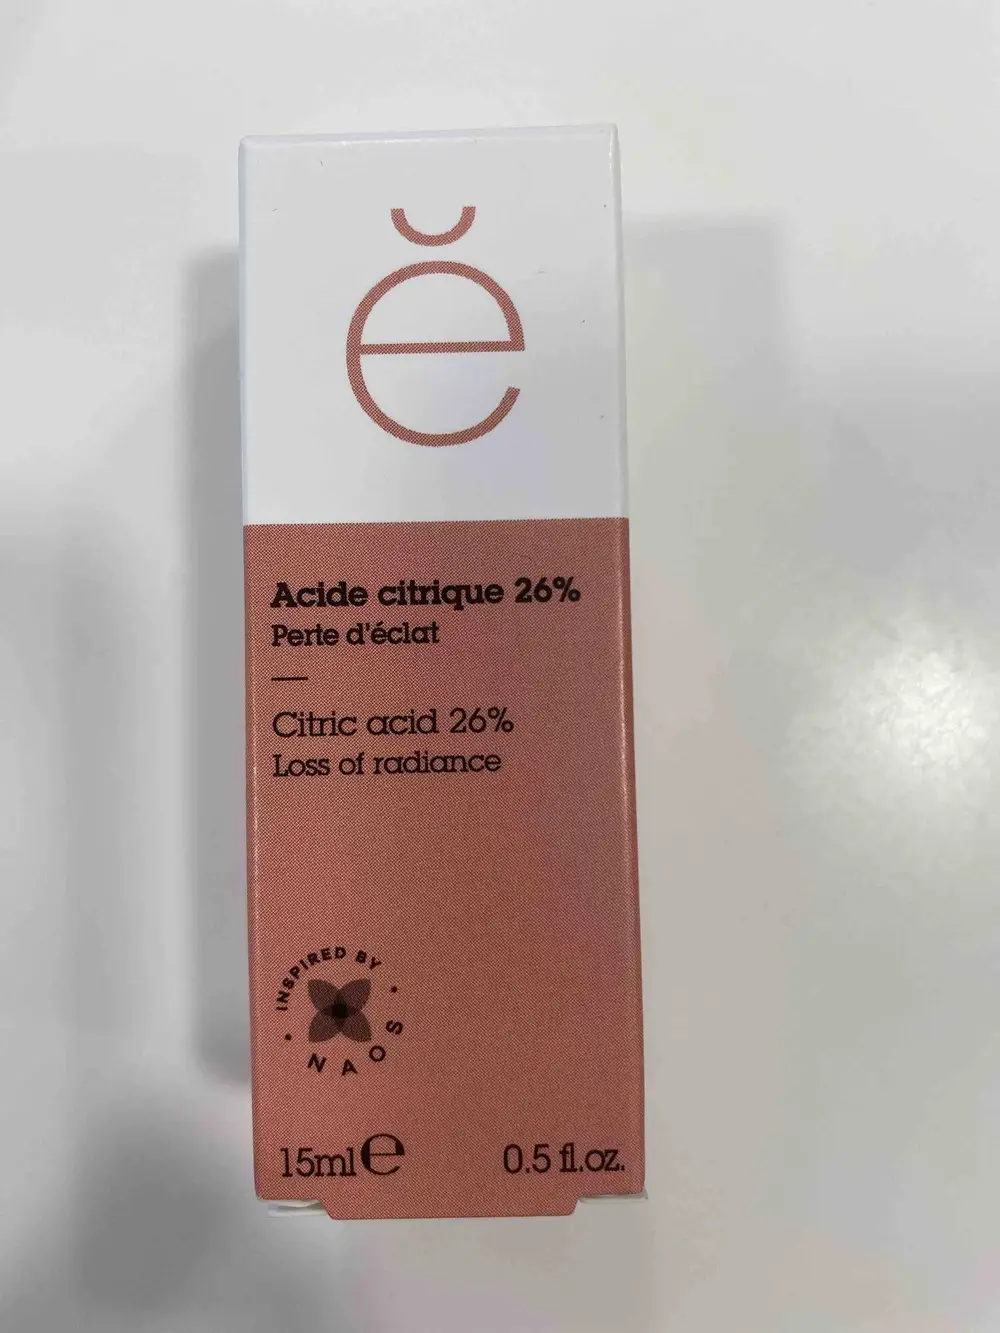 ĕ
Acide citrique 26%
Perte d'éclat
Citric acid 26%
Loss of radiance
INSPIRED BY
NAOS
15ml e
0.5 fl.oz.